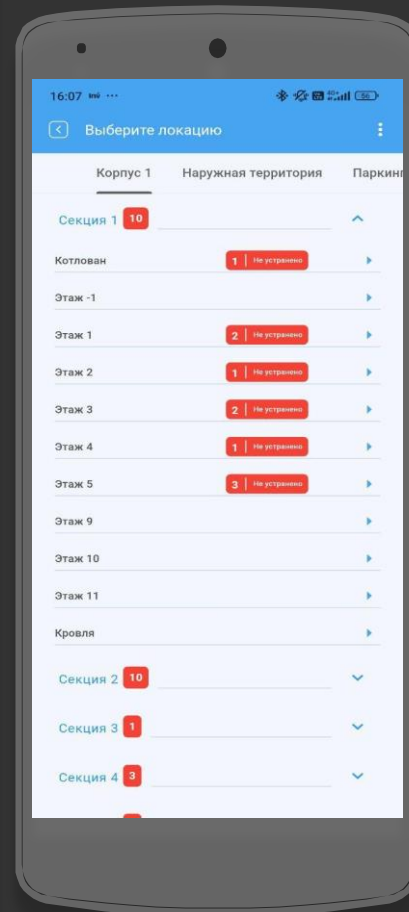 16:07 ...
4G+
56
Выберите локацию
Корпус 1 Наружная территория Паркинг
Секция 1 10
Котлован 1 Не устранено
Этаж -1
Этаж 1 2 Не устранено
Этаж 2 1 Не устранено
Этаж 3 2 Не устранено
Этаж 4 1 Не устранено
Этаж 5 3 Не устранено
Этаж 9
Этаж 10
Этаж 11
Кровля
Секция 2 10
Секция 3 1
Секция 4 3